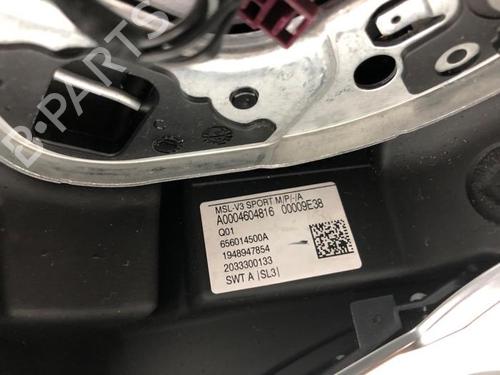 B-PARTS
MSL-V3 SPORT M/P/-/A
A0004604816 00009E38
Q01
656014500A
1948947854
2033300133
SWT A |SL3|